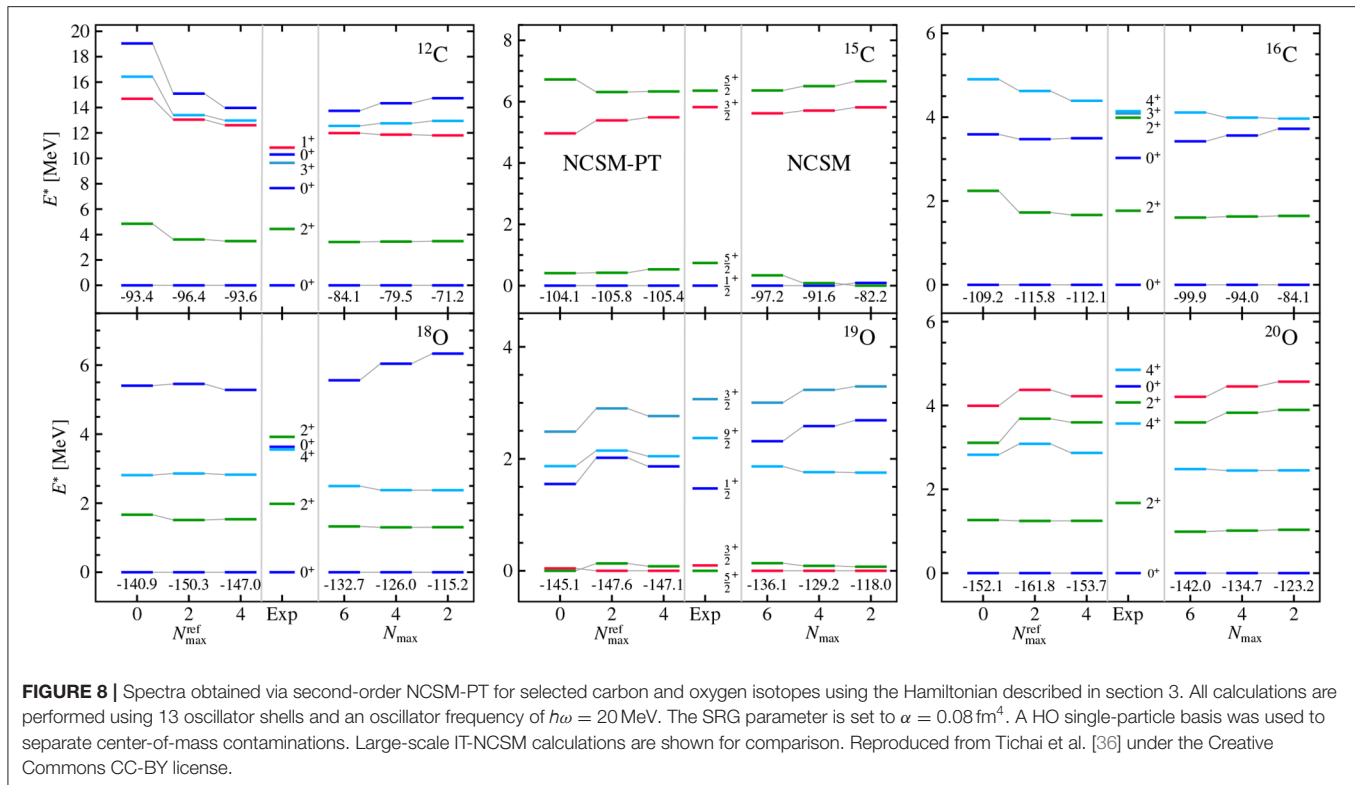 20
18
16
14
12
10
8
6
4
2
0
E* [MeV]
¹²C
1⁺
0⁺
3⁺
0⁺
2⁺
0⁺
-93.4 -96.4 -93.6 -84.1 -79.5 -71.2
8
6
4
2
0
¹⁵C
NCSM-PT NCSM
5/2⁺
3/2⁺
5/2⁺
1/2⁺
-104.1 -105.8 -105.4 -97.2 -91.6 -82.2
6
4
2
0
¹⁶C
4⁺
3⁺
2⁺
0⁺
2⁺
0⁺
-109.2 -115.8 -112.1 -99.9 -94.0 -84.1
6
4
2
0
E* [MeV]
¹⁸O
2⁺
0⁺
4⁺
2⁺
0⁺
-140.9 -150.3 -147.0 -132.7 -126.0 -115.2
0 2 4 Exp 6 4 2
N_max^ref N_max
4
2
0
¹⁹O
3/2⁺
9/2⁺
1/2⁺
3/2⁺
5/2⁺
-145.1 -147.6 -147.1 -136.1 -129.2 -118.0
0 2 4 Exp 6 4 2
N_max^ref N_max
6
4
2
0
²⁰O
4⁺
0⁺
2⁺
4⁺
2⁺
0⁺
-152.1 -161.8 -153.7 -142.0 -134.7 -123.2
0 2 4 Exp 6 4 2
N_max^ref N_max
FIGURE 8 | Spectra obtained via second-order NCSM-PT for selected carbon and oxygen isotopes using the Hamiltonian described in section 3. All calculations are
performed using 13 oscillator shells and an oscillator frequency of ℏω = 20 MeV. The SRG parameter is set to α = 0.08 fm⁴. A HO single-particle basis was used to
separate center-of-mass contaminations. Large-scale IT-NCSM calculations are shown for comparison. Reproduced from Tichai et al. [36] under the Creative
Commons CC-BY license.